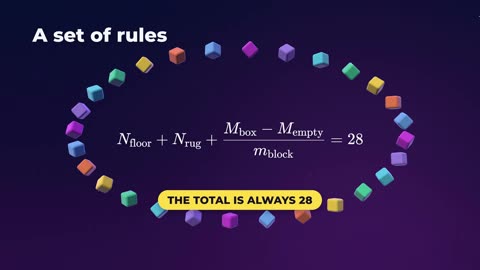 A set of rules
N_floor + N_rug + (M_box − M_empty) / m_block = 28
THE TOTAL IS ALWAYS 28